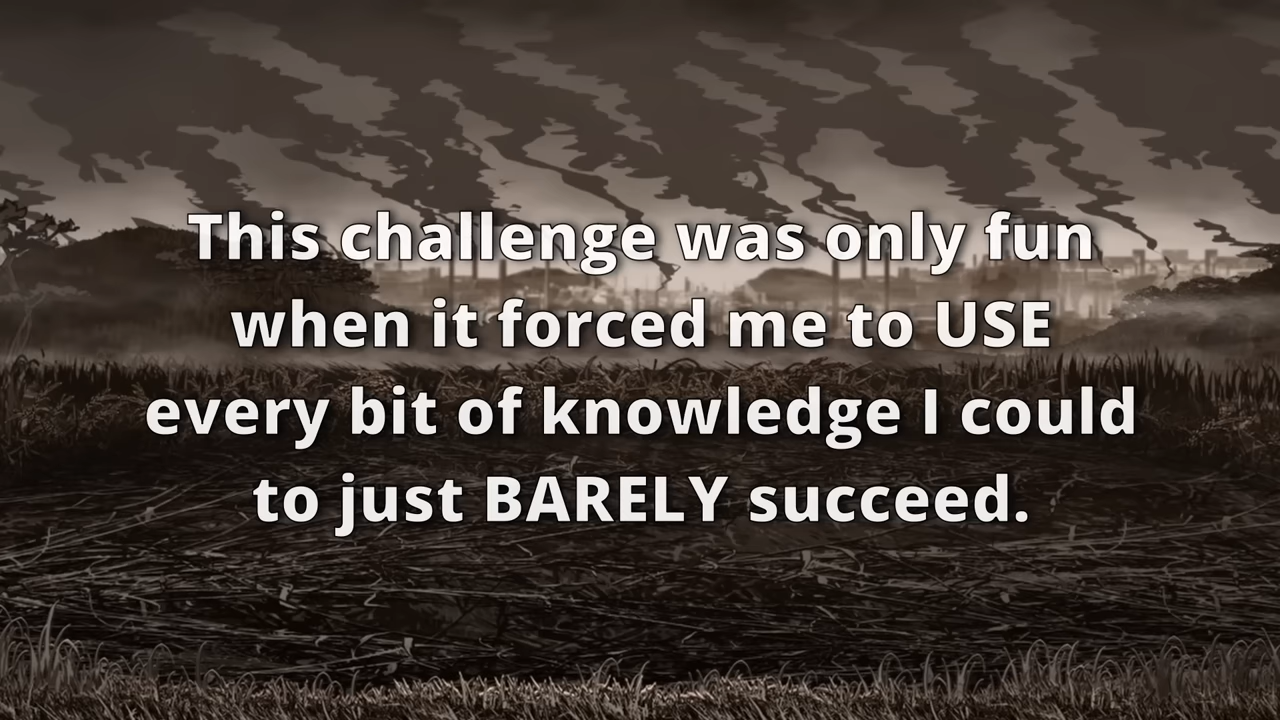 This challenge was only fun
when it forced me to USE
every bit of knowledge I could
to just BARELY succeed.